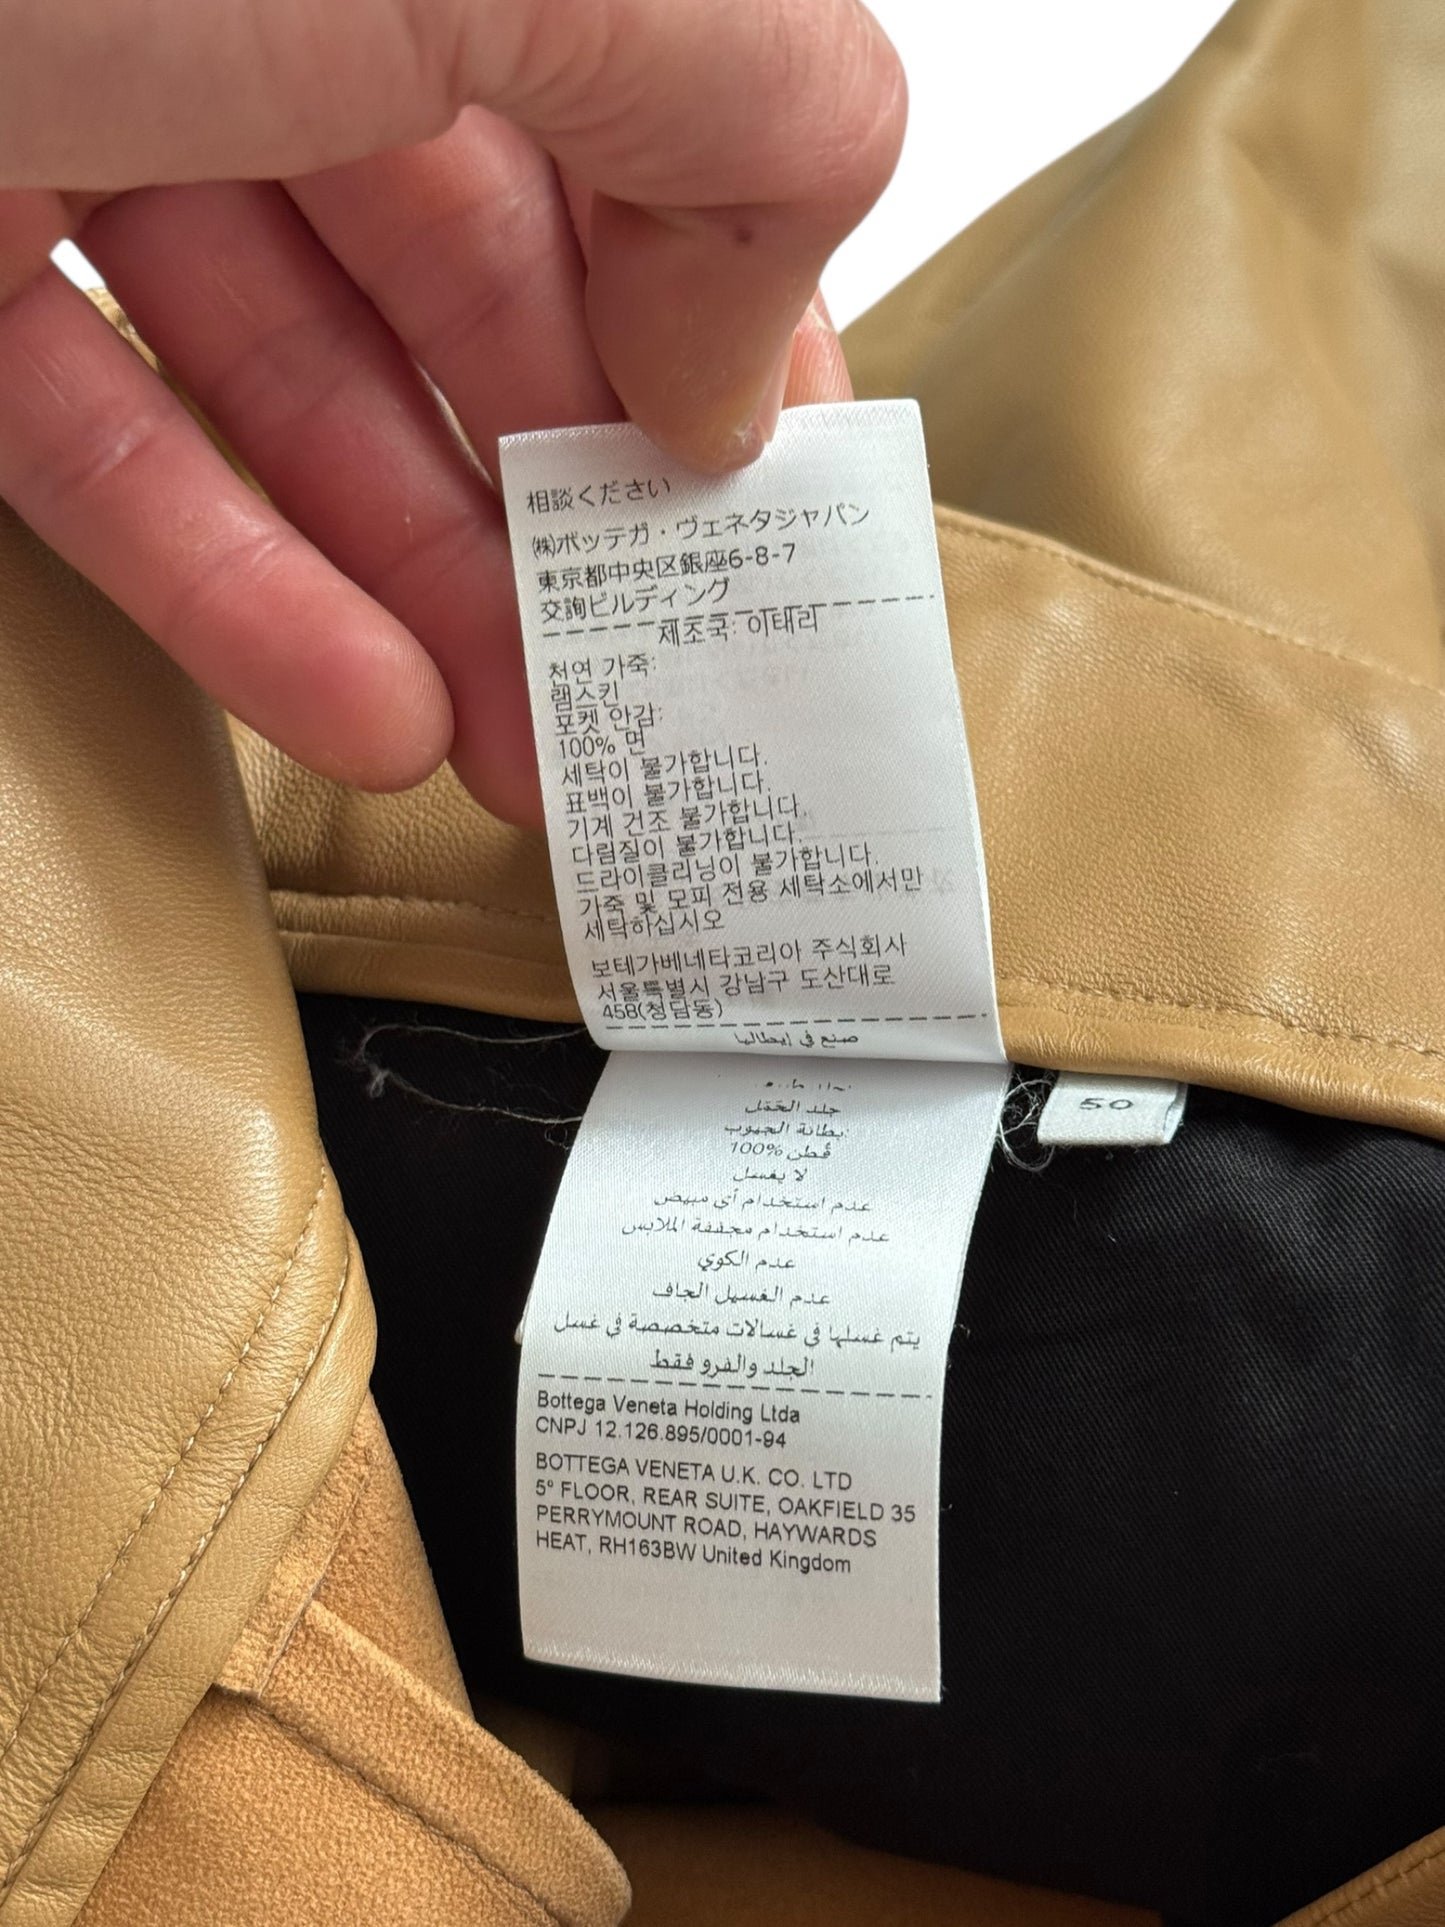 相談ください
㈱ボッテガ・ヴェネタジャパン
東京都中央区銀座6-8-7
交詢ビルディング
제조국: 이태리
천연 가죽:
램스킨
포켓 안감:
100% 면
세탁이 불가합니다.
표백이 불가합니다.
기계 건조 불가합니다.
다림질이 불가합니다.
드라이클리닝이 불가합니다.
가죽 및 모피 전용 세탁소에서만
세탁하십시오
보테가베네타코리아 주식회사
서울특별시 강남구 도산대로
458(청담동)
صنع في إيطاليا
جلد الحَمَل
بطانة الجيوب:
100% قُطن
لا يغسل
عدم استخدام أي مبيض
عدم استخدام مجففة الملابس
عدم الكوي
عدم الغسيل الجاف
يتم غسلها في غسالات متخصصة في غسل
الجلد والفرو فقط
Bottega Veneta Holding Ltda
CNPJ 12.126.895/0001-94
BOTTEGA VENETA U.K. CO. LTD
5° FLOOR, REAR SUITE, OAKFIELD 35
PERRYMOUNT ROAD, HAYWARDS
HEAT, RH163BW United Kingdom
50